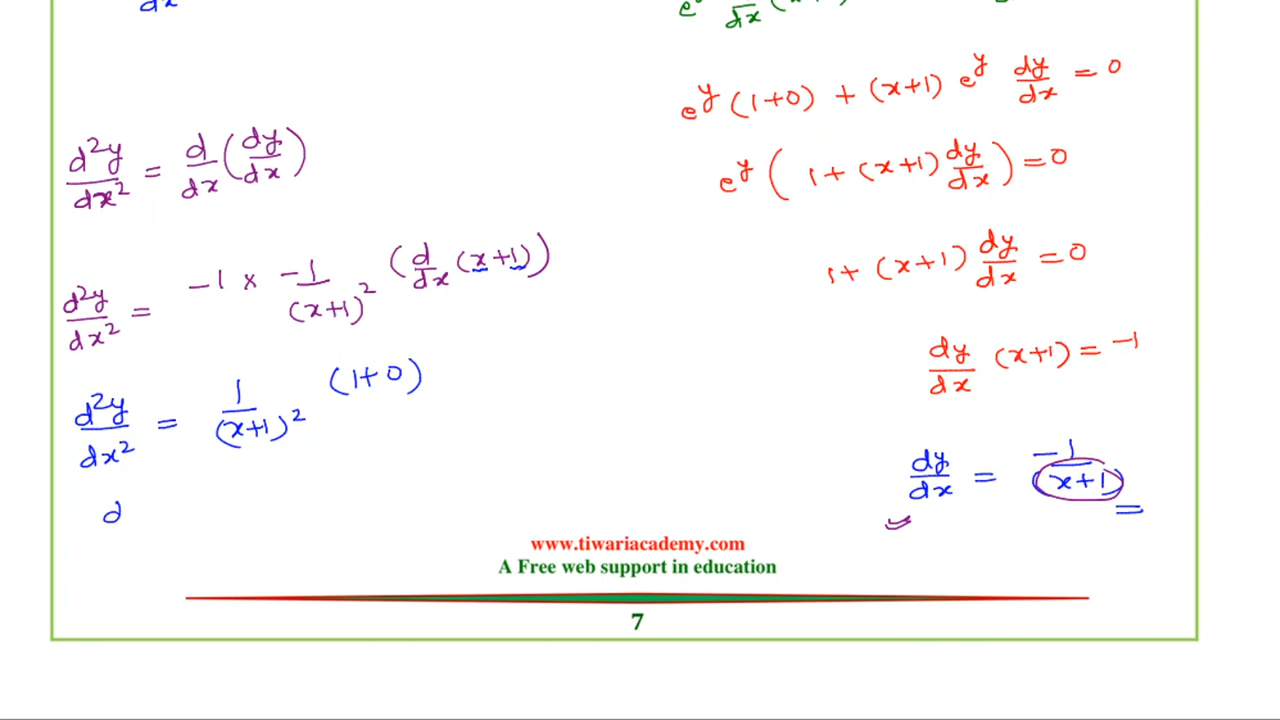 dx
d²y/dx² = d/dx (dy/dx)
d²y/dx² = -1 × -1/(x+1)² (d/dx (x+1))
d²y/dx² = 1/(x+1)² (1+0)
d
e^y (1+0) + (x+1) e^y dy/dx = 0
e^y ( 1 + (x+1) dy/dx ) = 0
1 + (x+1) dy/dx = 0
dy/dx (x+1) = -1
dy/dx = -1/(x+1)
www.tiwariacademy.com
A Free web support in education
7